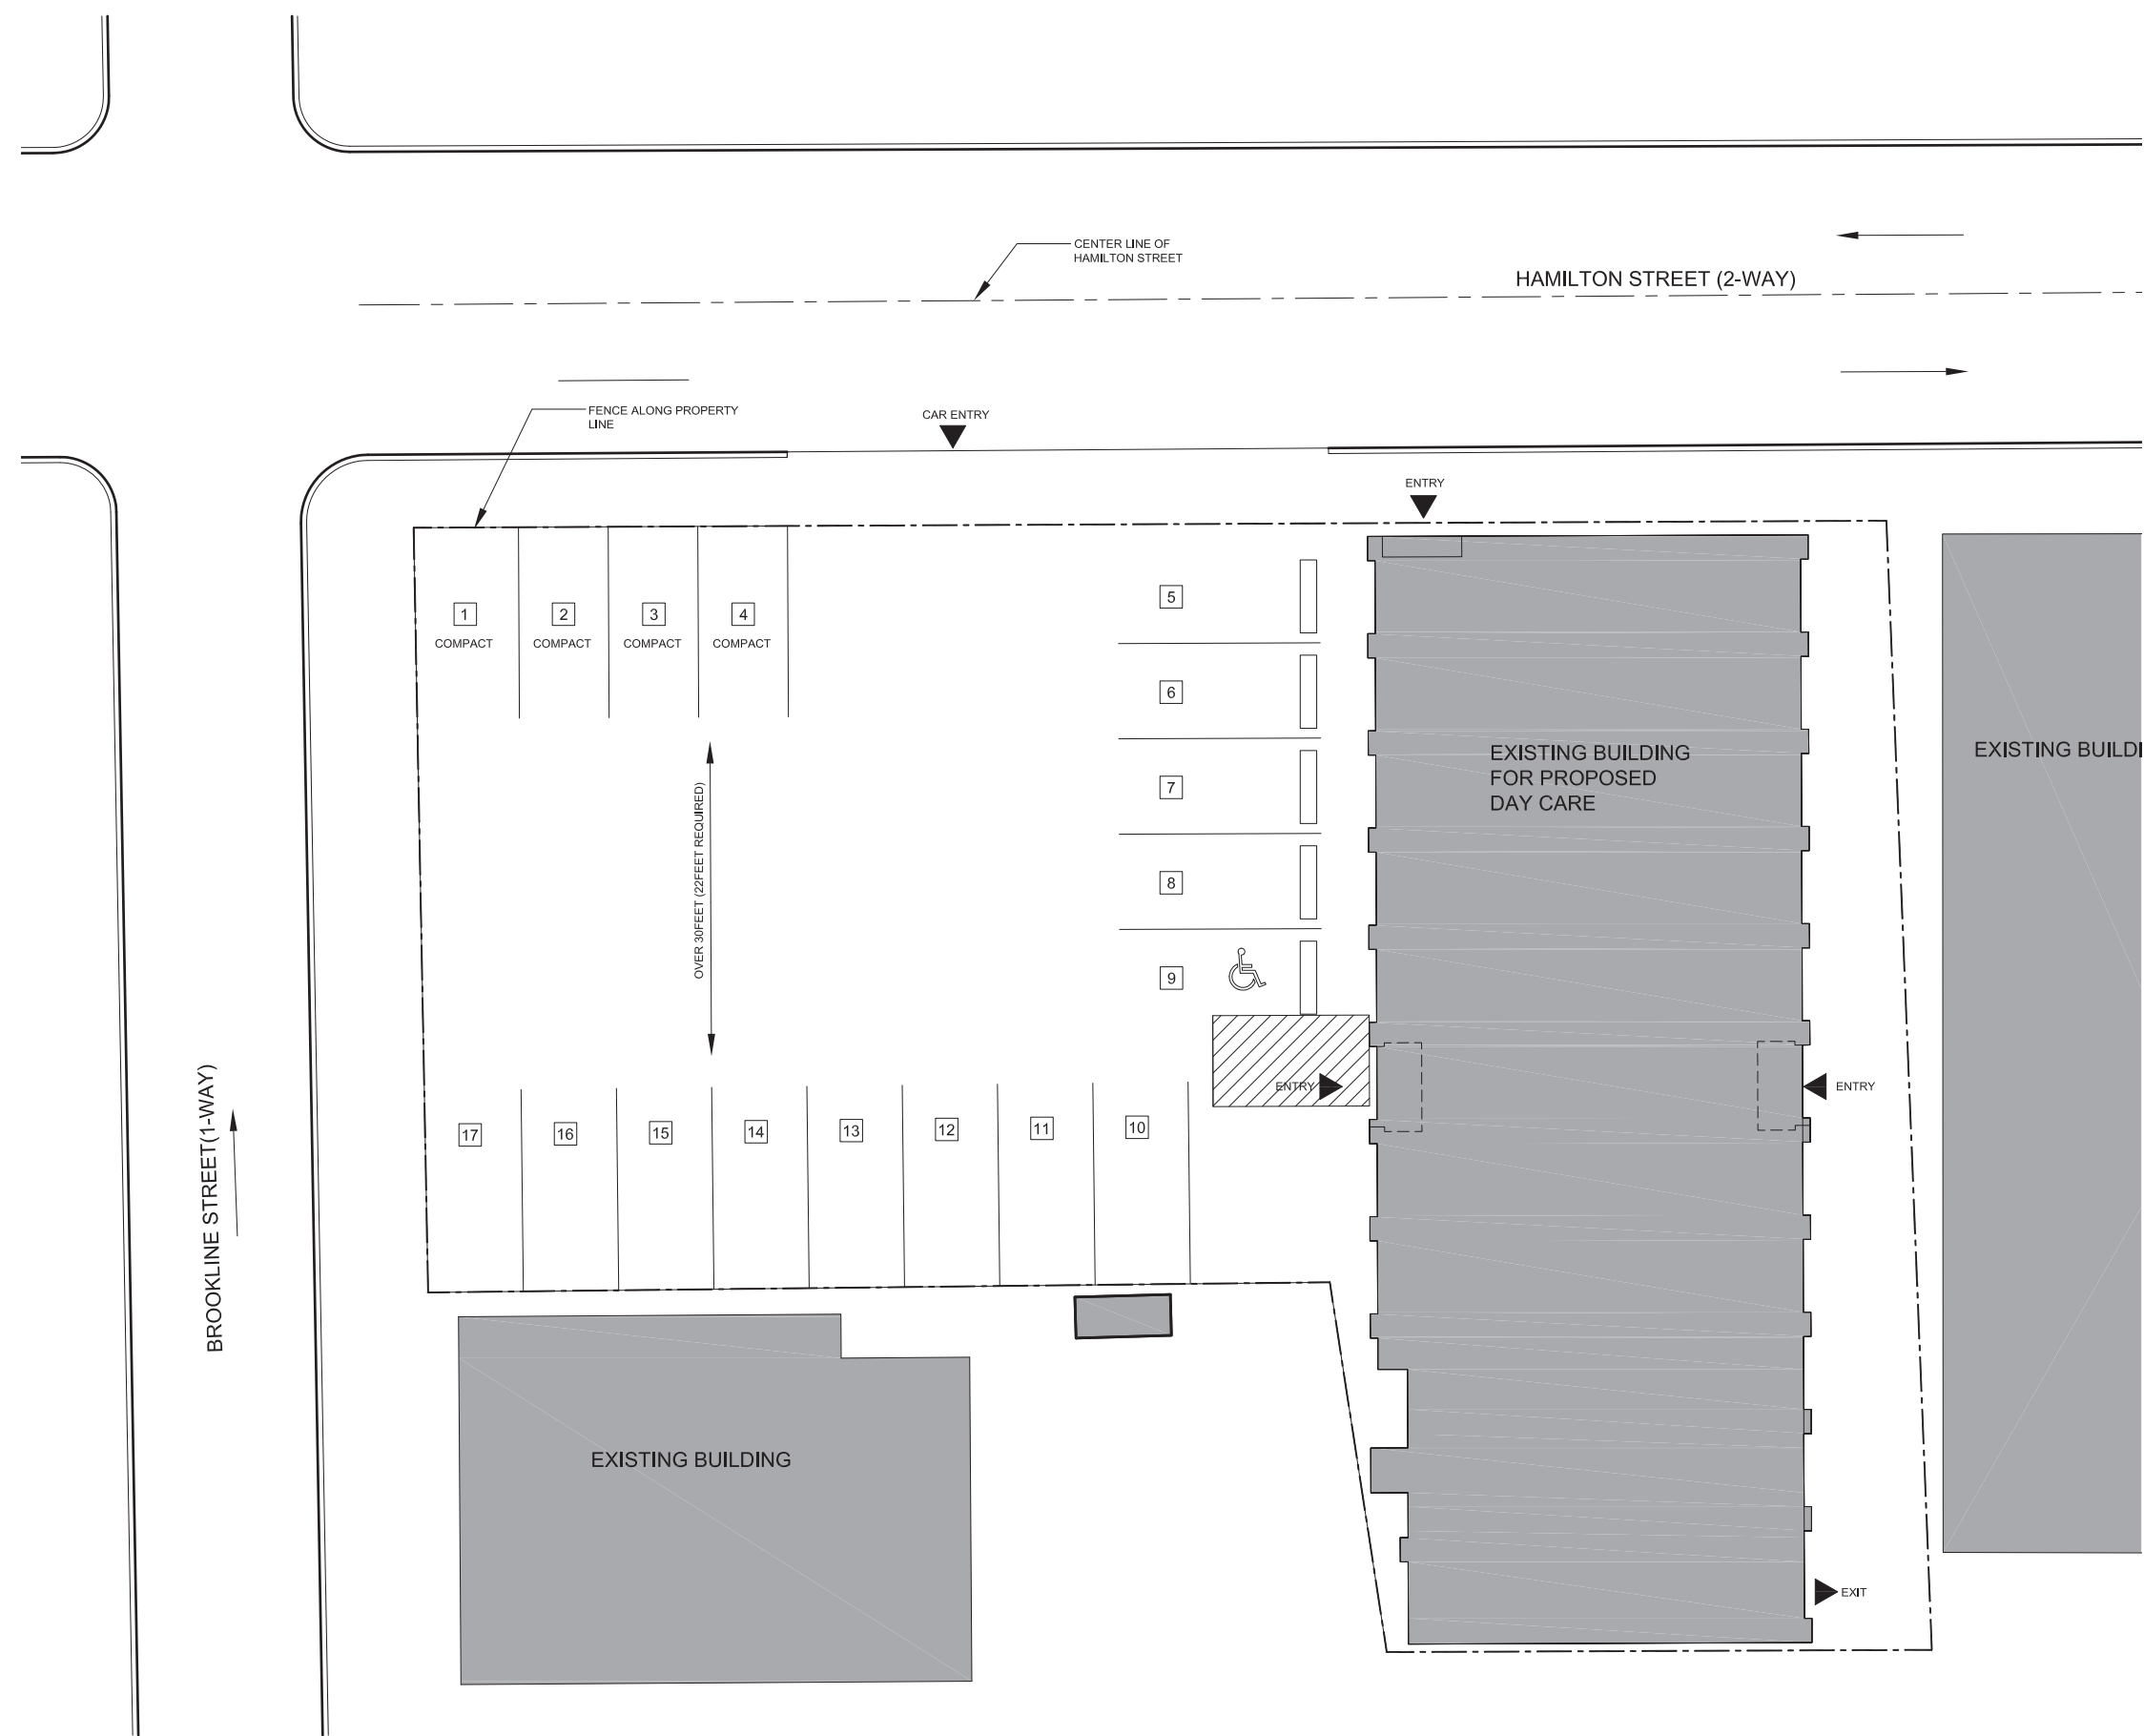 CENTER LINE OF
HAMILTON STREET
HAMILTON STREET (2-WAY)
FENCE ALONG PROPERTY
LINE
CAR ENTRY
ENTRY
1
COMPACT
2
COMPACT
3
COMPACT
4
COMPACT
5
6
7
8
9
OVER 30FEET (22FEET REQUIRED)
EXISTING BUILDING
FOR PROPOSED
DAY CARE
EXISTING BUILDI
ENTRY
ENTRY
17
16
15
14
13
12
11
10
BROOKLINE STREET(1-WAY)
EXISTING BUILDING
EXIT